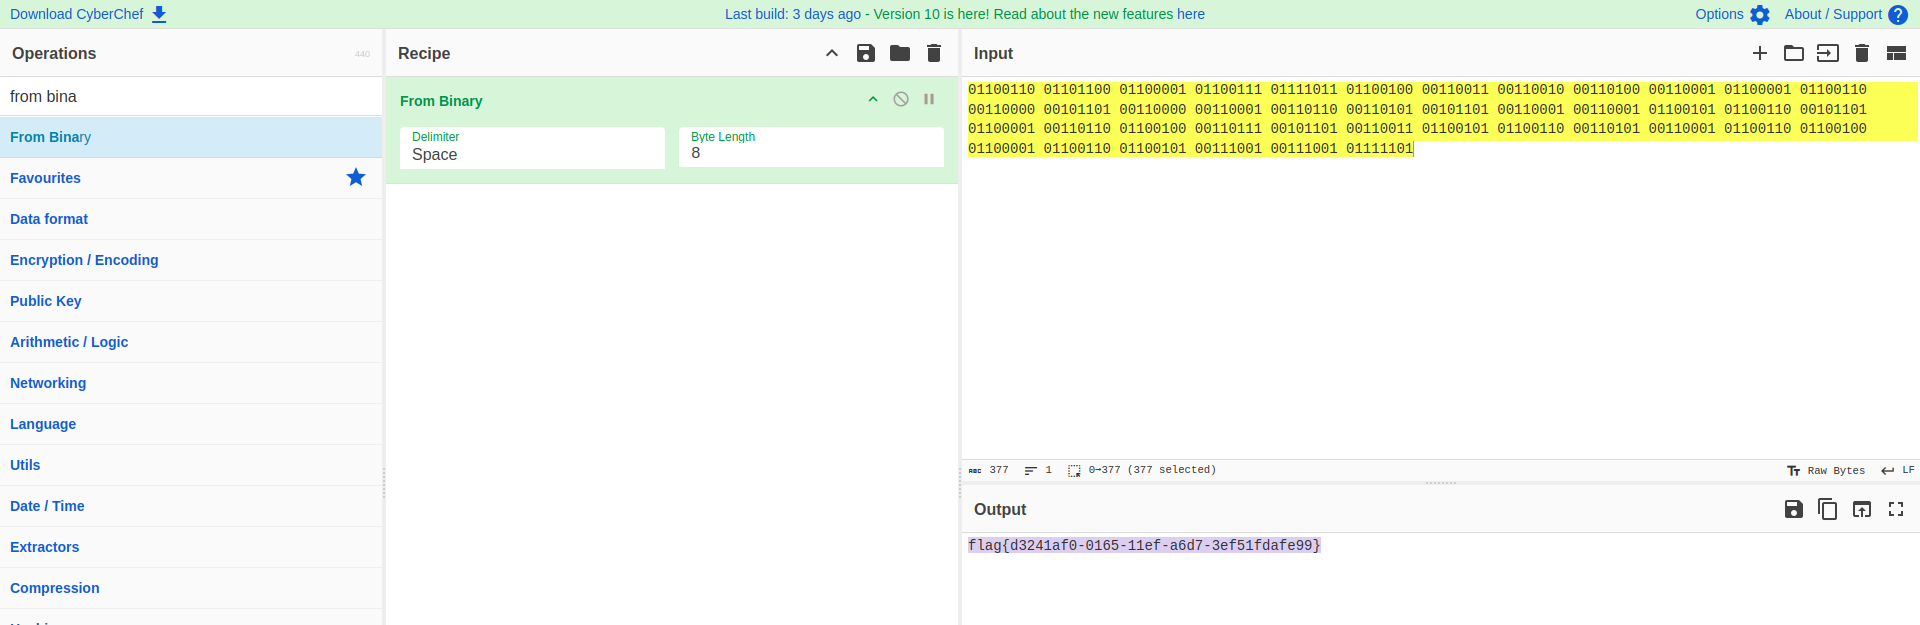 Download CyberChef
Last build: 3 days ago - Version 10 is here! Read about the new features here
Options
About / Support
Operations
440
Recipe
Input
from bina
From Binary
Favourites
Data format
Encryption / Encoding
Public Key
Arithmetic / Logic
Networking
Language
Utils
Date / Time
Extractors
Compression
From Binary
Delimiter
Space
Byte Length
8
01100110 01101100 01100001 01100111 01111011 01100100 00110011 00110010 00110100 00110001 01100001 01100110
00110000 00101101 00110000 00110001 00110110 00110101 00101101 00110001 00110001 01100101 01100110 00101101
01100001 00110110 01100100 00110111 00101101 00110011 01100101 01100110 00110101 00110001 01100110 01100100
01100001 01100110 01100101 00111001 00111001 01111101
ABC 377
1
0→377 (377 selected)
Raw Bytes
LF
Output
flag{d3241af0-0165-11ef-a6d7-3ef51fdafe99}